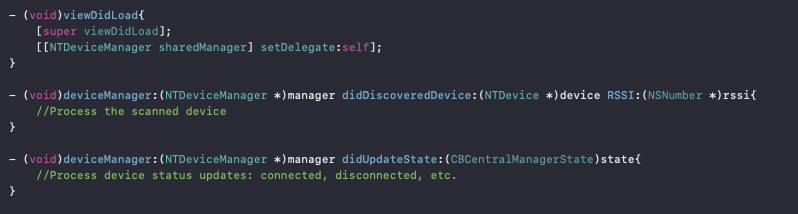 - (void)viewDidLoad{
[super viewDidLoad];
[[NTDeviceManager sharedManager] setDelegate:self];
}
- (void)deviceManager:(NTDeviceManager *)manager didDiscoveredDevice:(NTDevice *)device RSSI:(NSNumber *)rssi{
//Process the scanned device
}
- (void)deviceManager:(NTDeviceManager *)manager didUpdateState:(CBCentralManagerState)state{
//Process device status updates: connected, disconnected, etc.
}